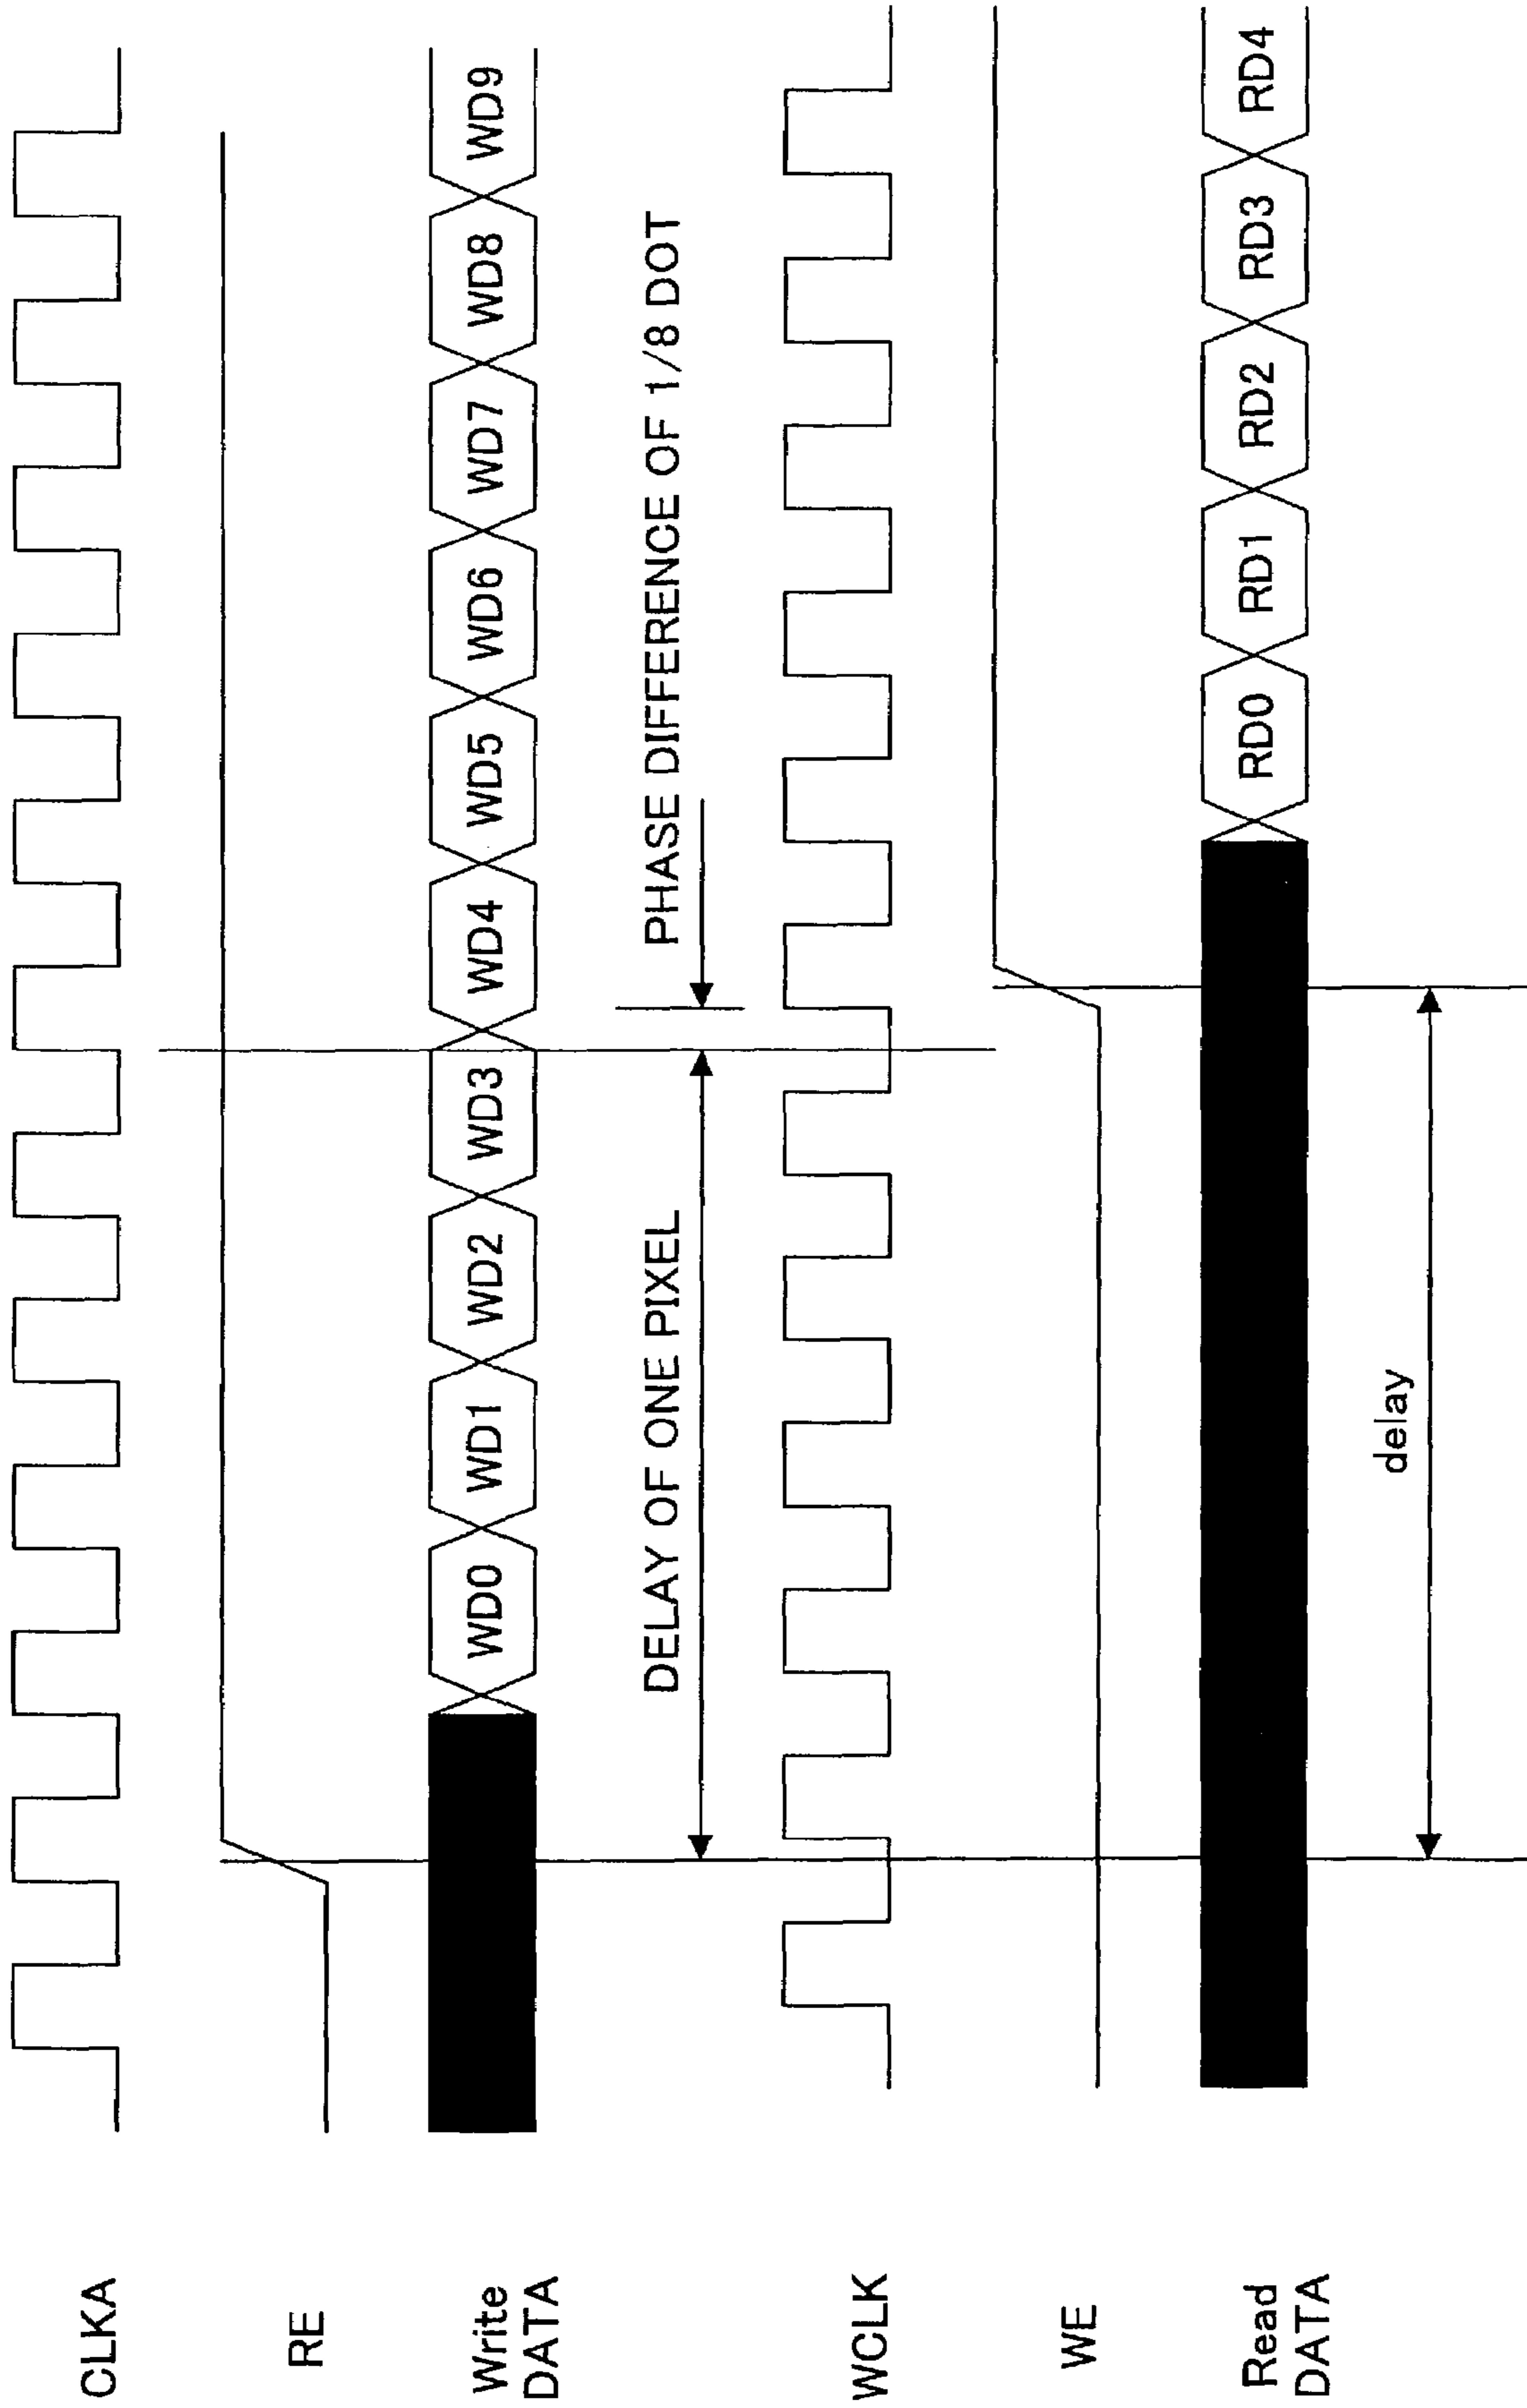 CLKA
RE
Write
DATA
WD0
WD1
WD2
WD3
WD4
WD5
WD6
WD7
WD8
WD9
DELAY OF ONE PIXEL
PHASE DIFFERENCE OF 1/8 DOT
WCLK
WE
Read
DATA
RD0
RD1
RD2
RD3
RD4
delay